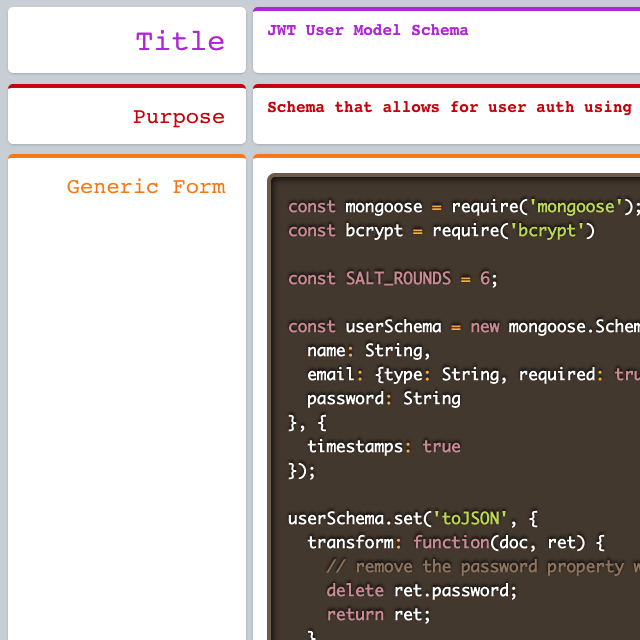 Title
JWT User Model Schema
Purpose
Schema that allows for user auth using
Generic Form
const mongoose = require('mongoose');
const bcrypt = require('bcrypt')
const SALT_ROUNDS = 6;
const userSchema = new mongoose.Schem
  name: String,
  email: {type: String, required: tru
  password: String
}, {
  timestamps: true
});
userSchema.set('toJSON', {
  transform: function(doc, ret) {
    // remove the password property w
    delete ret.password;
    return ret;
  }